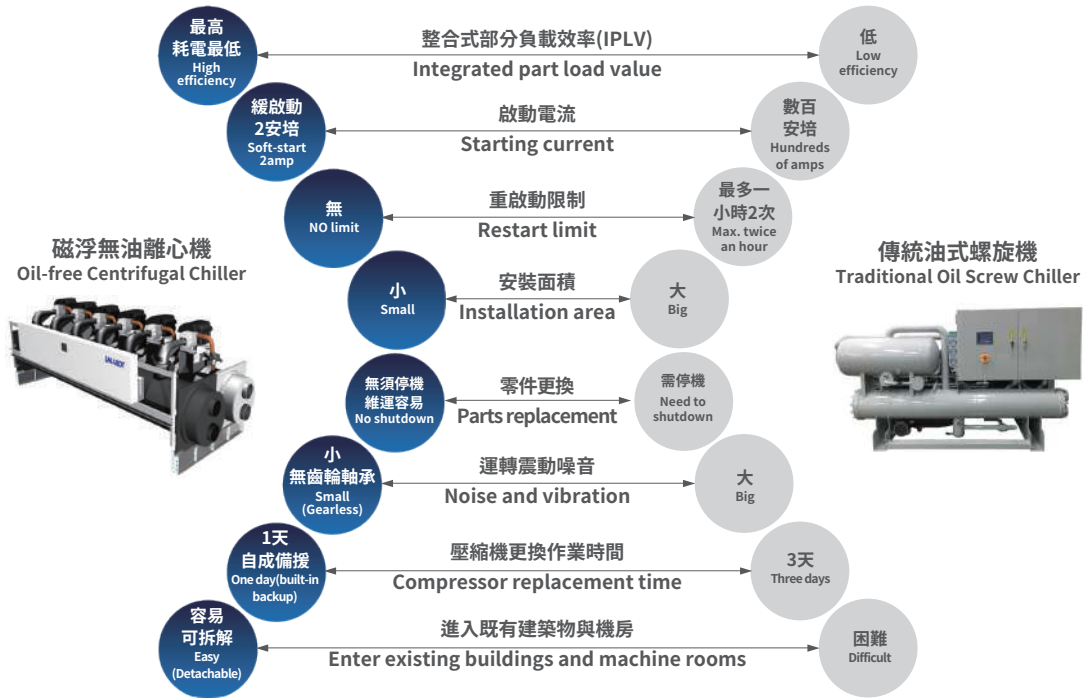 最高
耗電最低
High
efficiency
整合式部分負載效率(IPLV)
Integrated part load value
低
Low
efficiency
緩啟動
2安培
Soft-start
2amp
啟動電流
Starting current
數百
安培
Hundreds
of amps
無
NO limit
重啟動限制
Restart limit
最多一
小時2次
Max. twice
an hour
磁浮無油離心機
Oil-free Centrifugal Chiller
傳統油式螺旋機
Traditional Oil Screw Chiller
小
Small
安裝面積
Installation area
大
Big
無須停機
維運容易
No shutdown
零件更換
Parts replacement
需停機
Need to
shutdown
小
無齒輪軸承
Small
(Gearless)
運轉震動噪音
Noise and vibration
大
Big
1天
自成備援
One day(built-in
backup)
壓縮機更換作業時間
Compressor replacement time
3天
Three days
容易
可拆解
Easy
(Detachable)
進入既有建築物與機房
Enter existing buildings and machine rooms
困難
Difficult